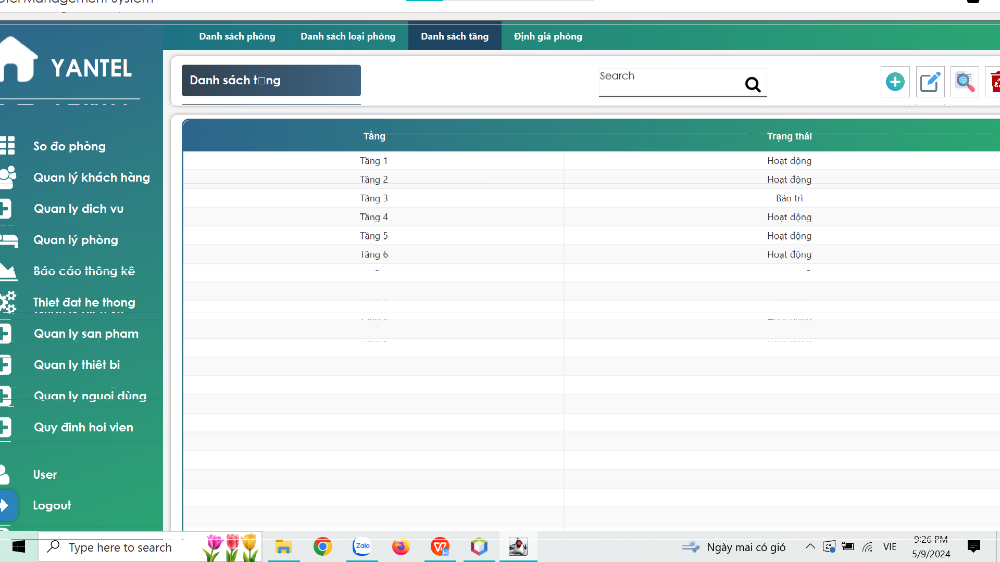 Danh sách phòng Danh sách loại phòng Danh sách tầng Định giá phòng
YANTEL
Danh sách t□ng
Search
Tầng Trạng thái
Tầng 1 Hoạt động
Tầng 2 Hoạt động
Tầng 3 Bảo trì
Tầng 4 Hoạt động
Tầng 5 Hoạt động
Tầng 6 Hoạt động
So đo phòng
Quan lý khách hàng
Quan ly dich vu
Quan lý phòng
Báo cáo thông kê
Thiet đat he thong
Quan ly san pham
Quan ly thiêt bi
Quan ly nguoi dùng
Quy đinh hoi vien
User
Logout
Type here to search
Zalo
Ngày mai có gió
VIE
9:26 PM
5/9/2024